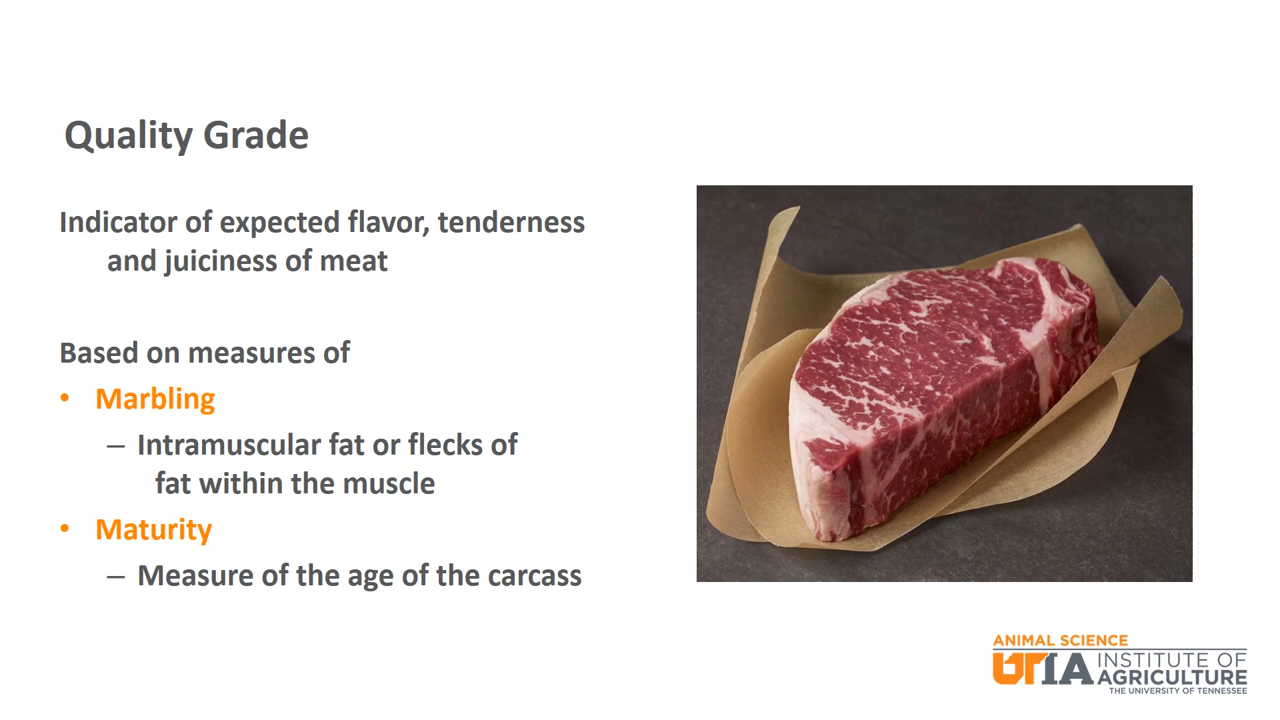 Quality Grade
Indicator of expected flavor, tenderness
and juiciness of meat
Based on measures of
• Marbling
– Intramuscular fat or flecks of
fat within the muscle
• Maturity
– Measure of the age of the carcass
ANIMAL SCIENCE
UTIA INSTITUTE OF
AGRICULTURE
THE UNIVERSITY OF TENNESSEE